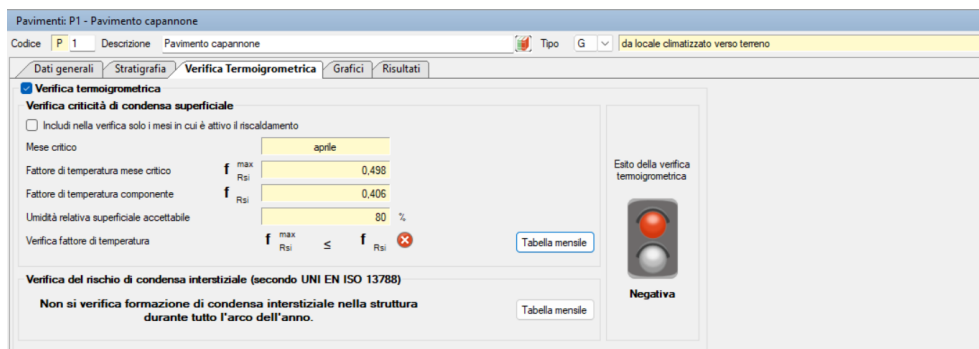 Pavimenti: P1 - Pavimento capannone
Codice P 1 Descrizione Pavimento capannone Tipo G da locale climatizzato verso terreno
Dati generali Stratigrafia Verifica Termoigrometrica Grafici Risultati
Verifica termoigrometrica
Verifica criticità di condensa superficiale
Includi nella verifica solo i mesi in cui è attivo il riscaldamento
Mese critico aprile
Fattore di temperatura mese critico f max Rsi 0,498
Fattore di temperatura componente f Rsi 0,406
Umidità relativa superficiale accettabile 80 %
Verifica fattore di temperatura f max Rsi ≤ f Rsi Tabella mensile
Esito della verifica
termoigrometrica
Negativa
Verifica del rischio di condensa interstiziale (secondo UNI EN ISO 13788)
Non si verifica formazione di condensa interstiziale nella struttura
durante tutto l'arco dell'anno.
Tabella mensile